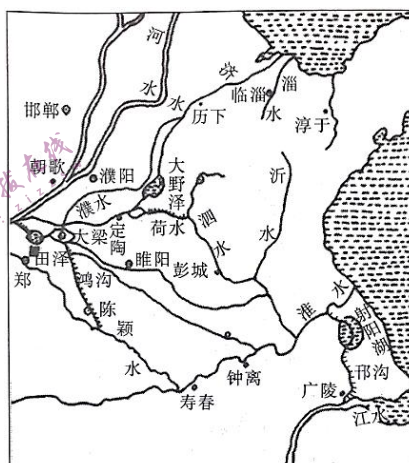 河
水
水
济
临淄
淄
水
邯郸
历下
淳于
朝歌
濮阳
大野泽
沂
水
濮水
定陶
荷水
泗
水
大梁
田泽
睢阳
彭城
郑
鸿沟
陈
颍
水
淮
水
射阳湖
邗沟
钟离
寿春
广陵
江水